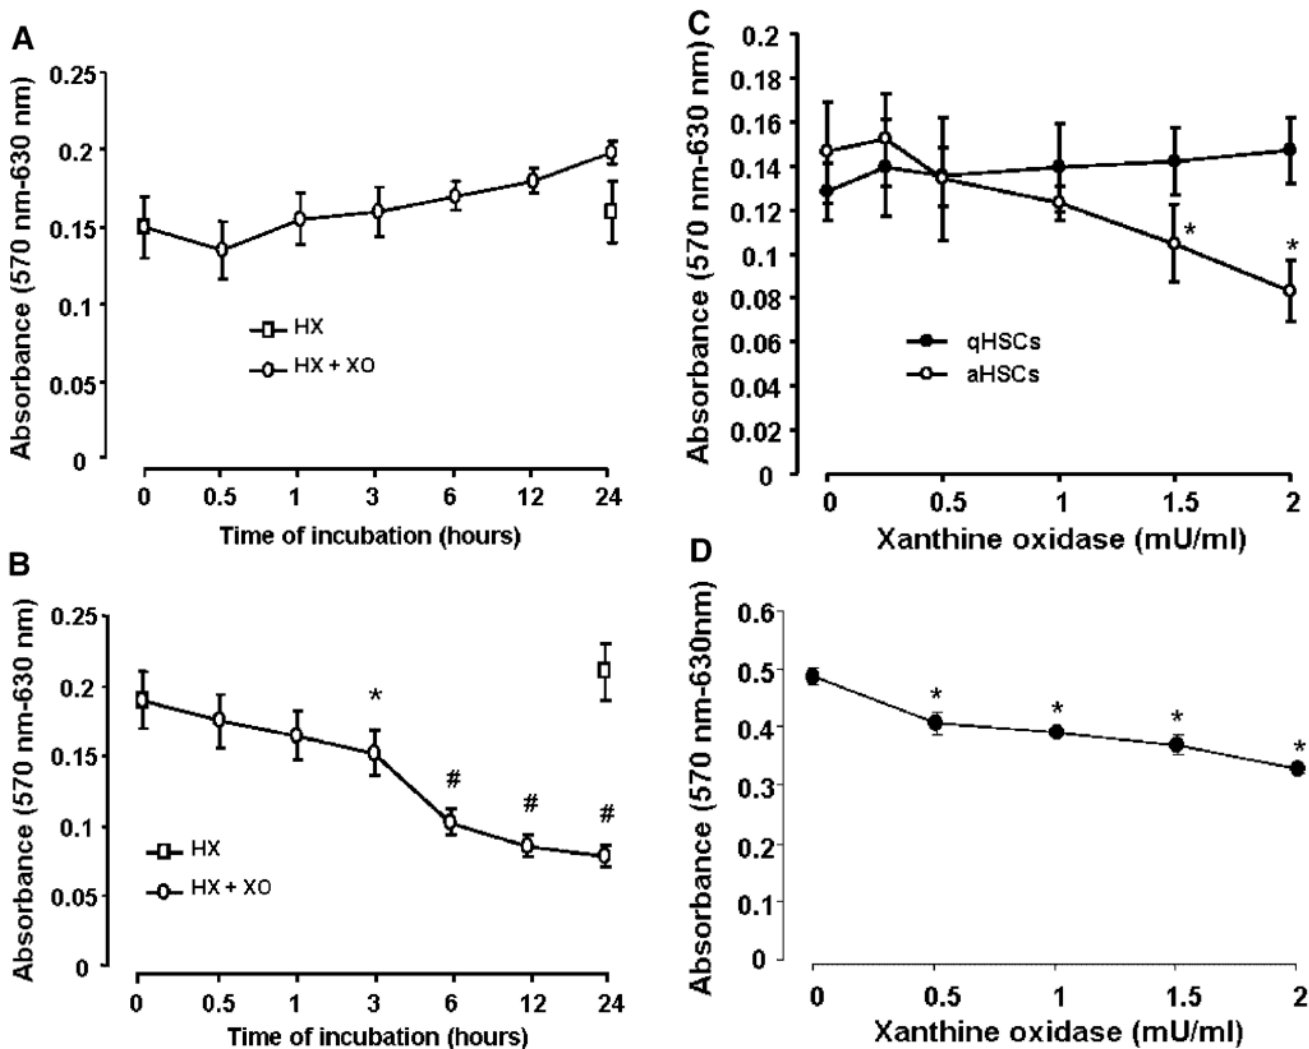 A
Absorbance (570 nm-630 nm)
0.25
0.2
0.15
0.1
0.05
0
HX
HX + XO
0 0.5 1 3 6 12 24
Time of incubation (hours)
B
Absorbance (570 nm-630 nm)
0.25
0.2
0.15
0.1
0.05
0
* # # #
HX
HX + XO
0 0.5 1 3 6 12 24
Time of incubation (hours)
C
Absorbance (570 nm-630 nm)
0.2
0.18
0.16
0.14
0.12
0.1
0.08
0.06
0.04
0.02
0
* *
qHSCs
aHSCs
0 0.5 1 1.5 2
Xanthine oxidase (mU/ml)
D
Absorbance (570 nm-630nm)
0.6
0.5
0.4
0.3
0.2
0.1
0
* * * *
0 0.5 1 1.5 2
Xanthine oxidase (mU/ml)